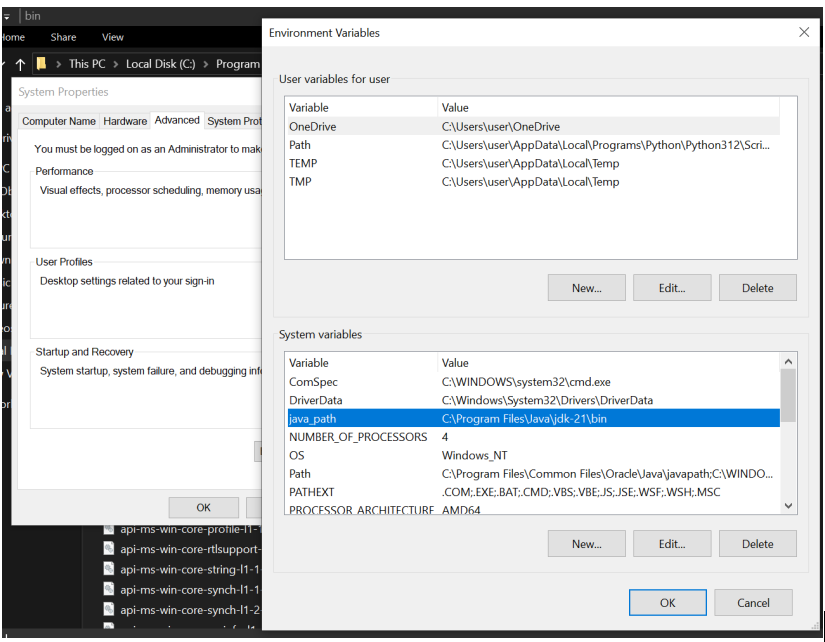 bin
Home Share View
This PC > Local Disk (C:) > Program
System Properties
Computer Name Hardware Advanced System Prot
You must be logged on as an Administrator to mak
Performance
Visual effects, processor scheduling, memory usa
User Profiles
Desktop settings related to your sign-in
Startup and Recovery
System startup, system failure, and debugging info
OK
api-ms-win-core-profile-l1-1
api-ms-win-core-rtlsupport-
api-ms-win-core-string-l1-1-
api-ms-win-core-synch-l1-1
api-ms-win-core-synch-l1-2
Environment Variables
User variables for user
Variable Value
OneDrive C:\Users\user\OneDrive
Path C:\Users\user\AppData\Local\Programs\Python\Python312\Scri...
TEMP C:\Users\user\AppData\Local\Temp
TMP C:\Users\user\AppData\Local\Temp
New... Edit... Delete
System variables
Variable Value
ComSpec C:\WINDOWS\system32\cmd.exe
DriverData C:\Windows\System32\Drivers\DriverData
java_path C:\Program Files\Java\jdk-21\bin
NUMBER_OF_PROCESSORS 4
OS Windows_NT
Path C:\Program Files\Common Files\Oracle\Java\javapath;C:\WINDO...
PATHEXT .COM;.EXE;.BAT;.CMD;.VBS;.VBE;.JS;.JSE;.WSF;.WSH;.MSC
PROCESSOR_ARCHITECTURE AMD64
New... Edit... Delete
OK Cancel